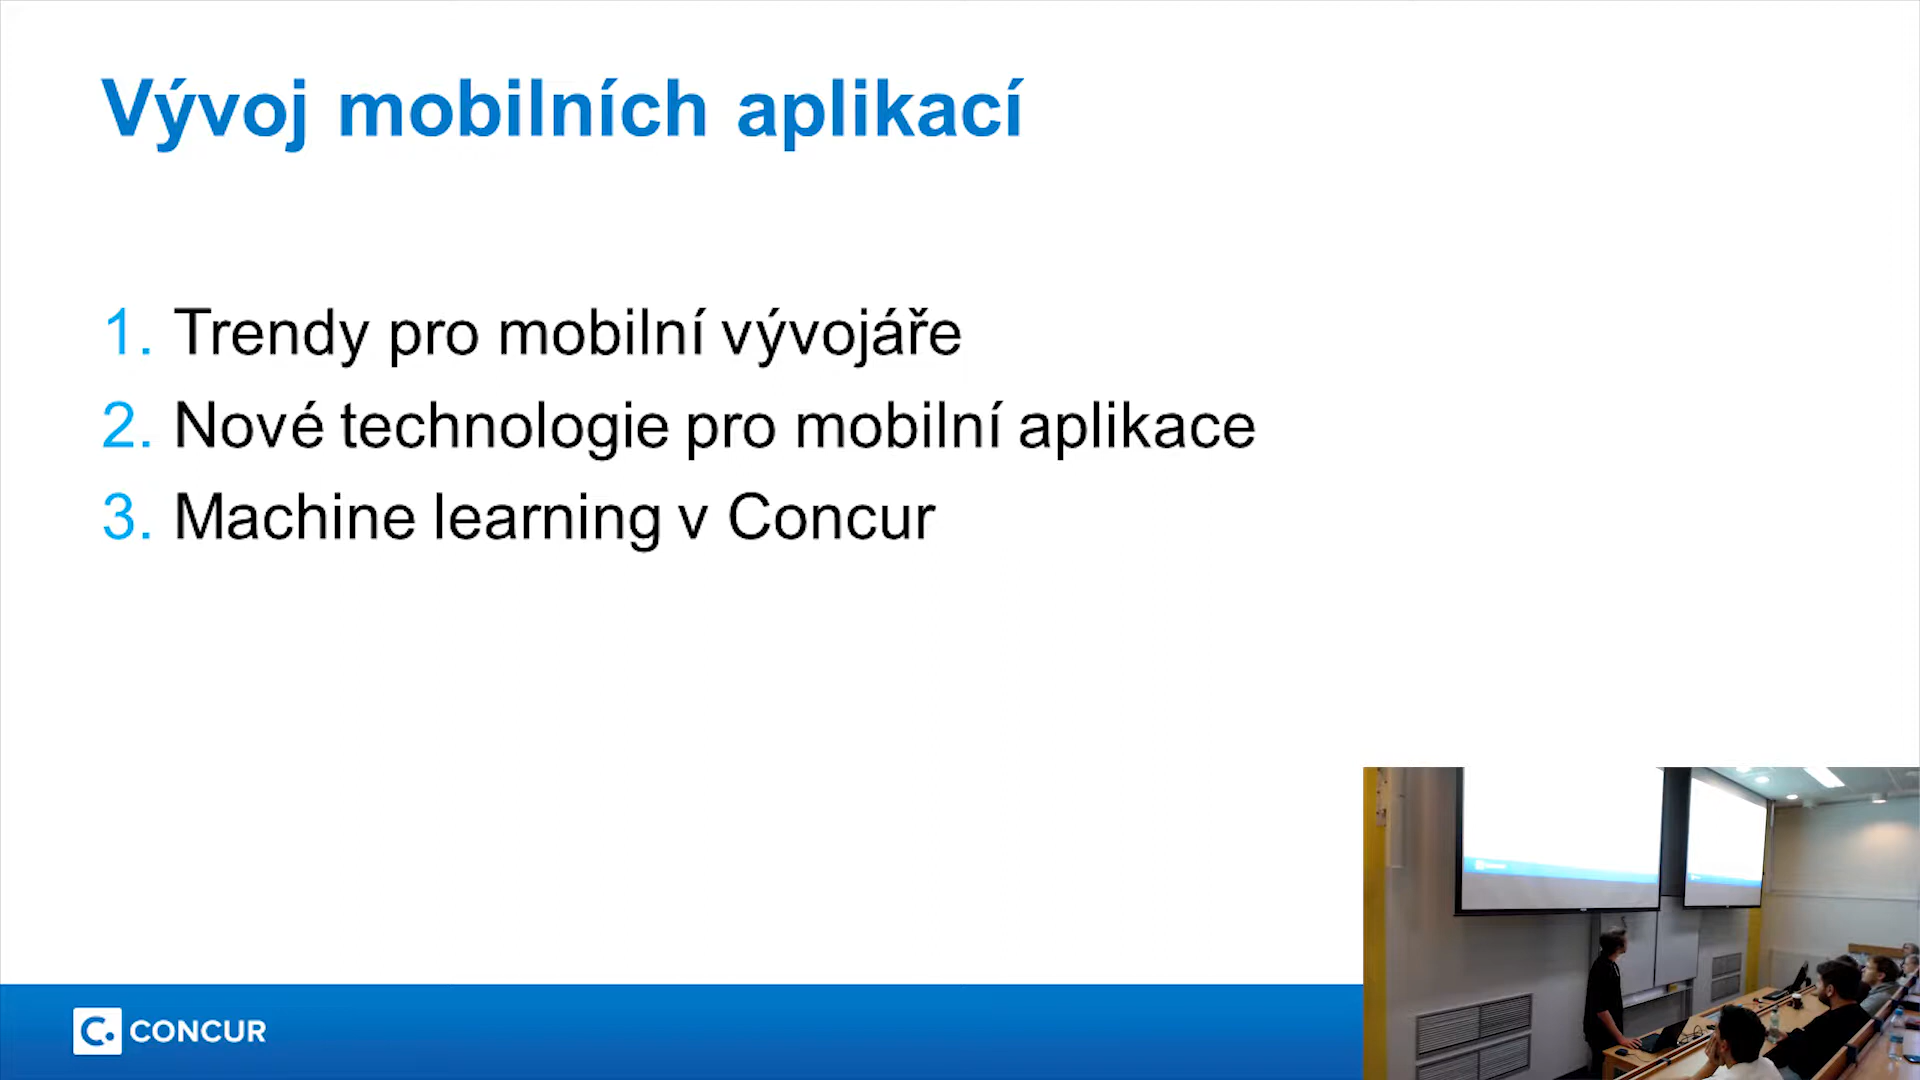 Vývoj mobilních aplikací
1. Trendy pro mobilní vývojáře
2. Nové technologie pro mobilní aplikace
3. Machine learning v Concur
C. CONCUR